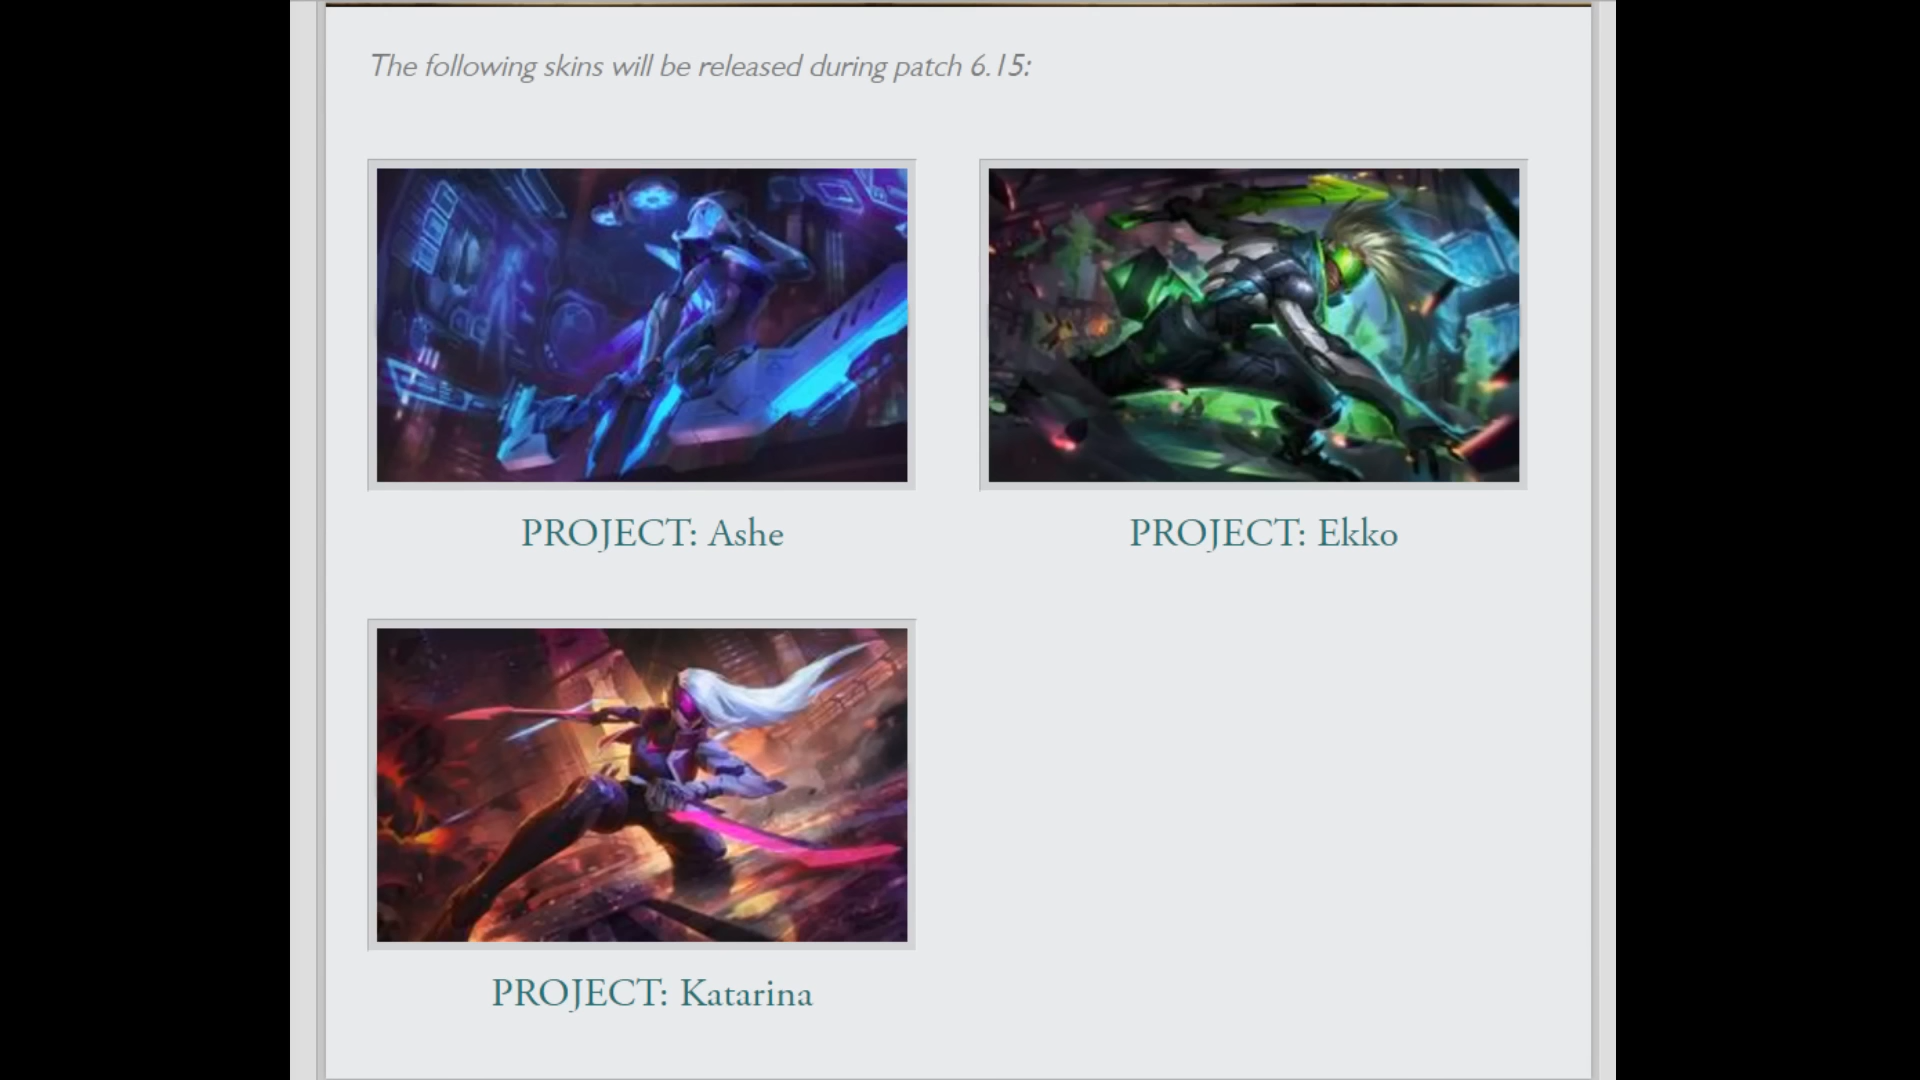 The following skins will be released during patch 6.15:
PROJECT: Ashe
PROJECT: Ekko
PROJECT: Katarina